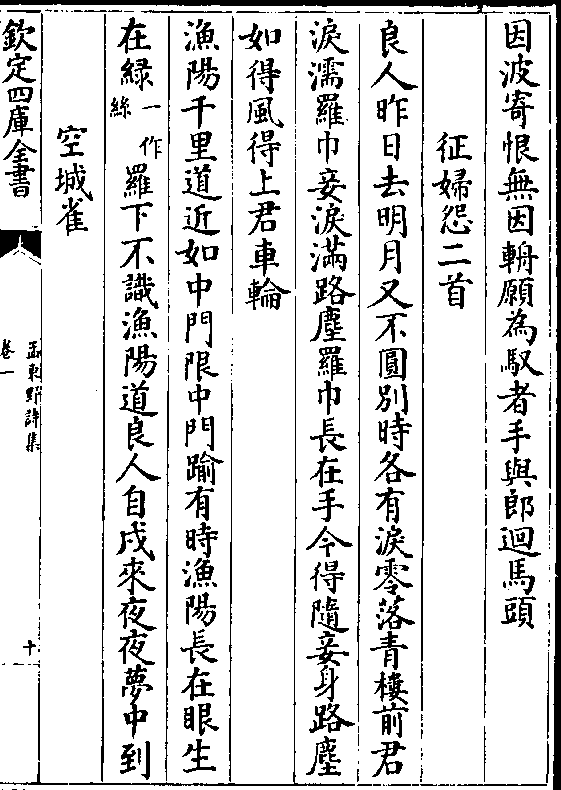 因波寄恨無因輈願為馭者手與郎迴馬頭
征婦怨二首
良人昨日去明月又不圓別時各有淚零落青樓前君
淚濡羅巾妾淚滿路塵羅巾長在手今得隨妾身路塵
如得風得上君車輪
漁陽千里道近如中門限中門踰有時漁陽長在眼生
在緑一作絲羅下不識漁陽道良人自戍來夜夜夢中到
空城雀
欽定四庫全書
孟東野詩集
卷一
十